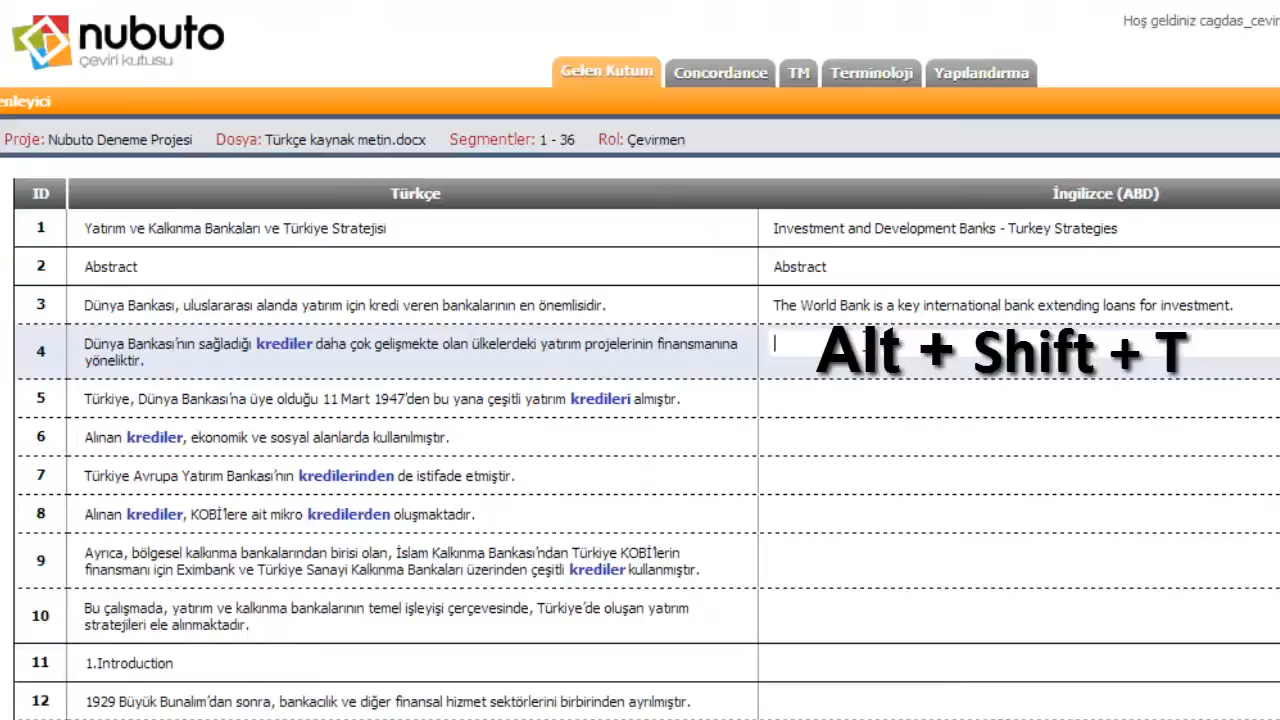 nubuto
çeviri kutusu
Hoş geldiniz cagdas_cevir
Gelen Kutum Concordance TM Terminoloji Yapılandırma
enleyici
Proje: Nubuto Deneme Projesi Dosya: Türkçe kaynak metin.docx Segmentler: 1 - 36 Rol: Çevirmen
ID Türkçe İngilizce (ABD)
1 Yatırım ve Kalkınma Bankaları ve Türkiye Stratejisi Investment and Development Banks - Turkey Strategies
2 Abstract Abstract
3 Dünya Bankası, uluslararası alanda yatırım için kredi veren bankalarının en önemlisidir. The World Bank is a key international bank extending loans for investment.
4 Dünya Bankası’nın sağladığı krediler daha çok gelişmekte olan ülkelerdeki yatırım projelerinin finansmanına
yöneliktir.
Alt + Shift + T
5 Türkiye, Dünya Bankası’na üye olduğu 11 Mart 1947’den bu yana çeşitli yatırım kredileri almıştır.
6 Alınan krediler, ekonomik ve sosyal alanlarda kullanılmıştır.
7 Türkiye Avrupa Yatırım Bankası’nın kredilerinden de istifade etmiştir.
8 Alınan krediler, KOBİ’lere ait mikro kredilerden oluşmaktadır.
9 Ayrıca, bölgesel kalkınma bankalarından birisi olan, İslam Kalkınma Bankası’ndan Türkiye KOBİ’lerin
finansmanı için Eximbank ve Türkiye Sanayi Kalkınma Bankaları üzerinden çeşitli krediler kullanmıştır.
10 Bu çalışmada, yatırım ve kalkınma bankalarının temel işleyişi çerçevesinde, Türkiye’de oluşan yatırım
stratejileri ele alınmaktadır.
11 1.Introduction
12 1929 Büyük Bunalım’dan sonra, bankacılık ve diğer finansal hizmet sektörlerini birbirinden ayrılmıştır.